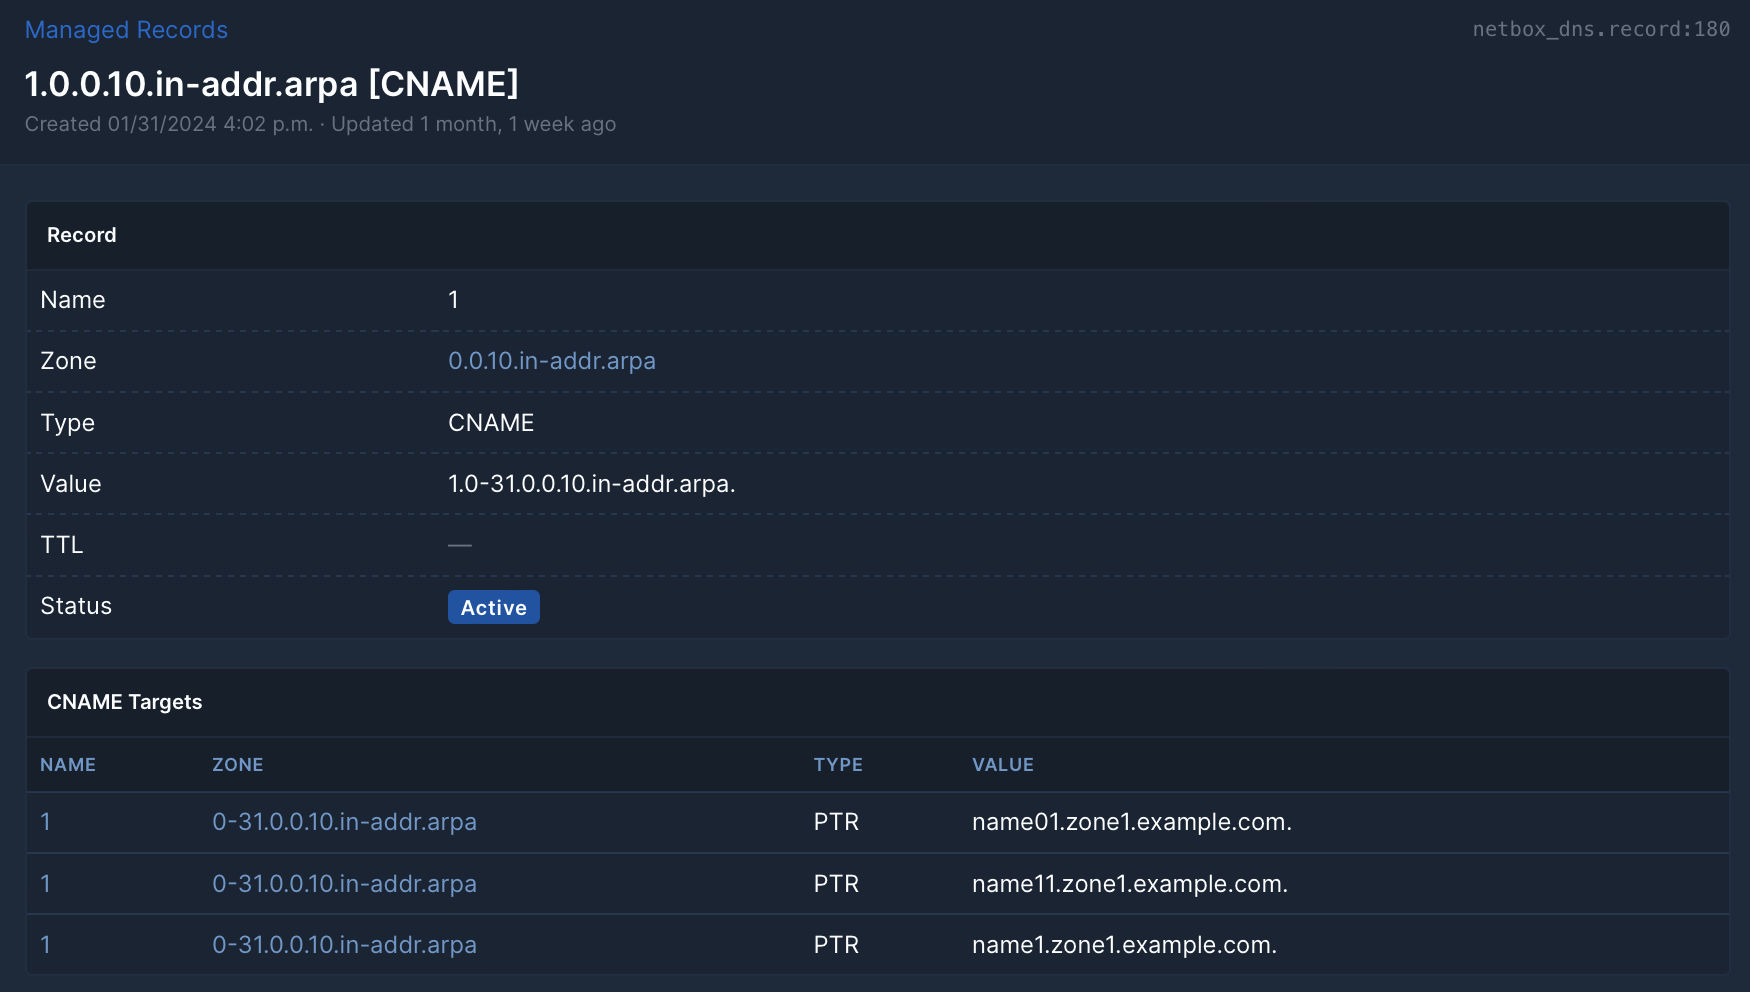 Managed Records
netbox_dns.record:180
1.0.0.10.in-addr.arpa [CNAME]
Created 01/31/2024 4:02 p.m. · Updated 1 month, 1 week ago
Record
Name 1
Zone 0.0.10.in-addr.arpa
Type CNAME
Value 1.0-31.0.0.10.in-addr.arpa.
TTL —
Status Active
CNAME Targets
NAME ZONE TYPE VALUE
1 0-31.0.0.10.in-addr.arpa PTR name01.zone1.example.com.
1 0-31.0.0.10.in-addr.arpa PTR name11.zone1.example.com.
1 0-31.0.0.10.in-addr.arpa PTR name1.zone1.example.com.